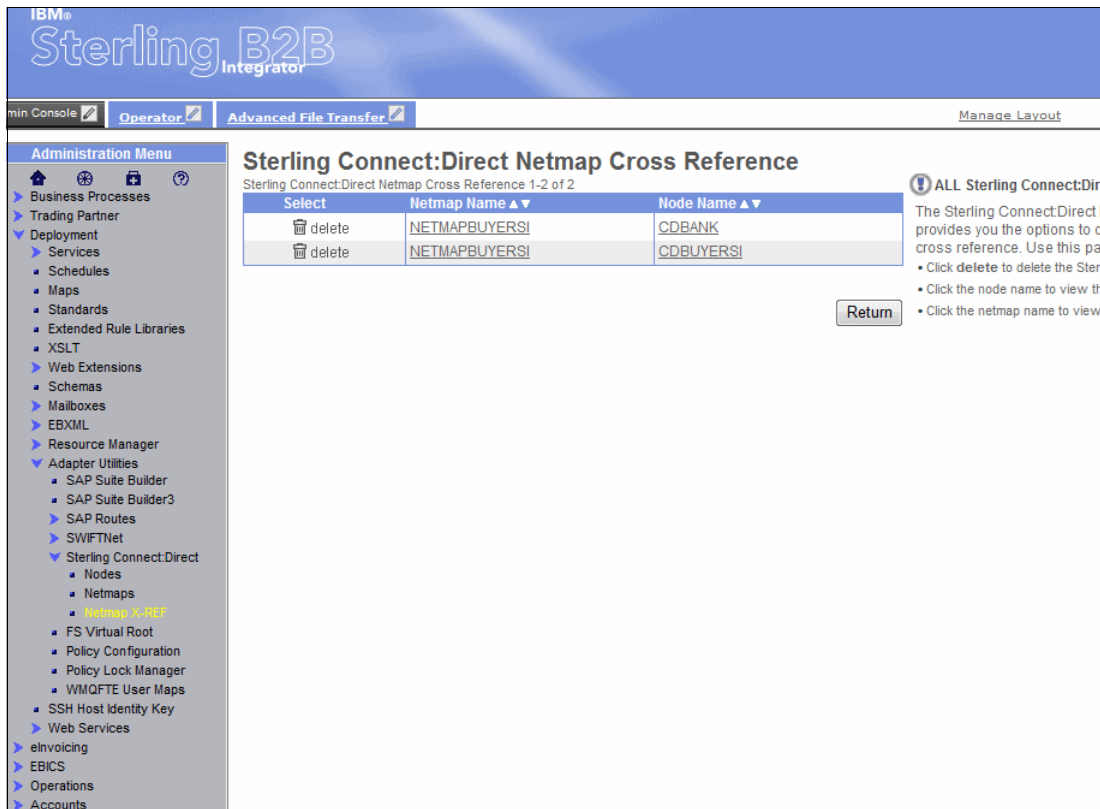 IBM®
Sterling B2B
Integrator
min Console Operator Advanced File Transfer Manage Layout
Administration Menu
Business Processes
Trading Partner
Deployment
Services
Schedules
Maps
Standards
Extended Rule Libraries
XSLT
Web Extensions
Schemas
Mailboxes
EBXML
Resource Manager
Adapter Utilities
SAP Suite Builder
SAP Suite Builder3
SAP Routes
SWIFTNet
Sterling Connect:Direct
Nodes
Netmaps
Netmap X-REF
FS Virtual Root
Policy Configuration
Policy Lock Manager
WMQFTE User Maps
SSH Host Identity Key
Web Services
eInvoicing
EBICS
Operations
Accounts
Sterling Connect:Direct Netmap Cross Reference
Sterling Connect:Direct Netmap Cross Reference 1-2 of 2
Select Netmap Name ▲▼ Node Name ▲▼
delete NETMAPBUYERSI CDBANK
delete NETMAPBUYERSI CDBUYERSI
Return
ALL Sterling Connect:Dir
The Sterling Connect:Direct
provides you the options to c
cross reference. Use this pa
• Click delete to delete the Ster
• Click the node name to view th
• Click the netmap name to view